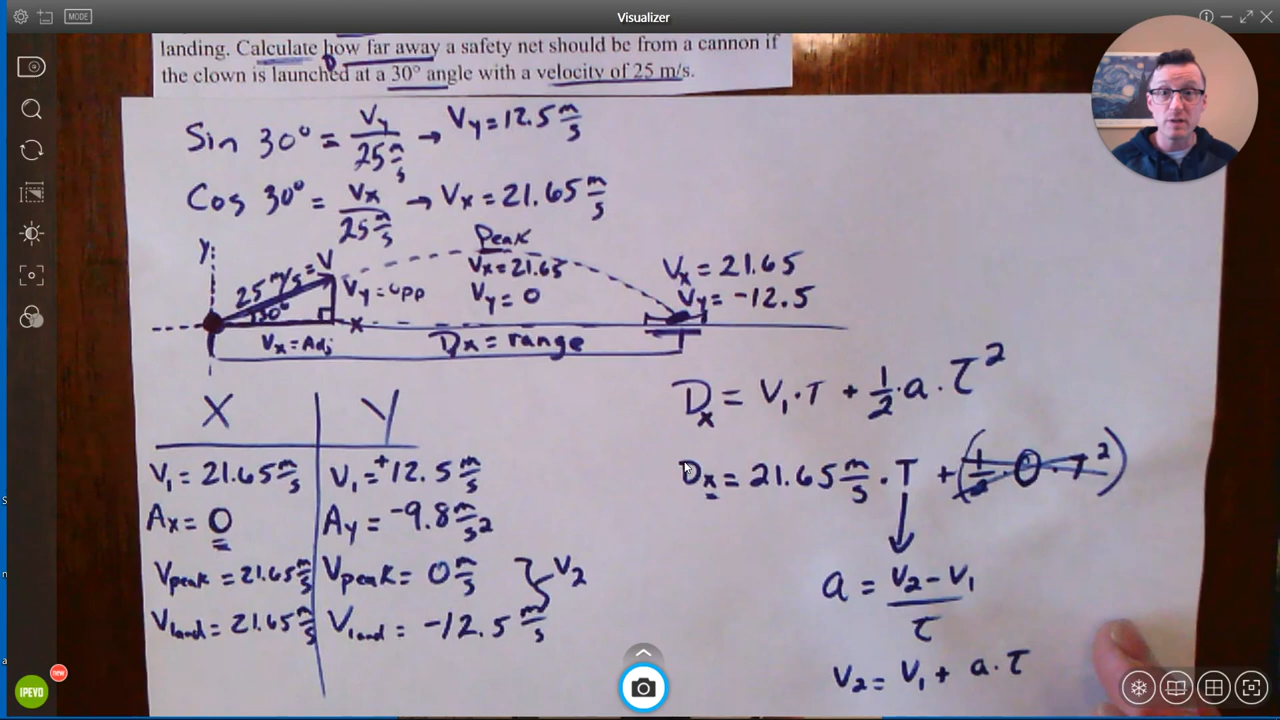 Visualizer
MODE
landing. Calculate how far away a safety net should be from a cannon if
the clown is launched at a 30° angle with a velocity of 25 m/s.
Sin 30° = Vy / 25 m/s → Vy = 12.5 m/s
Cos 30° = Vx / 25 m/s → Vx = 21.65 m/s
y
25 m/s = V
30°
Vy = opp
x
Vx = Adj
Peak
Vx = 21.65
Vy = 0
Vx = 21.65
Vy = -12.5
Dx = range
X Y
V1 = 21.65 m/s V1 = +12.5 m/s
Ax = 0 Ay = -9.8 m/s2
Vpeak = 21.65 m/s Vpeak = 0 m/s
Vland = 21.65 m/s Vland = -12.5 m/s
V2
Dx = V1 · T + 1/2 · a · T2
Dx = 21.65 m/s · T + (1/2 · 0 · T2)
a = V2 - V1 / T
V2 = V1 + a · T
IPEVO
new